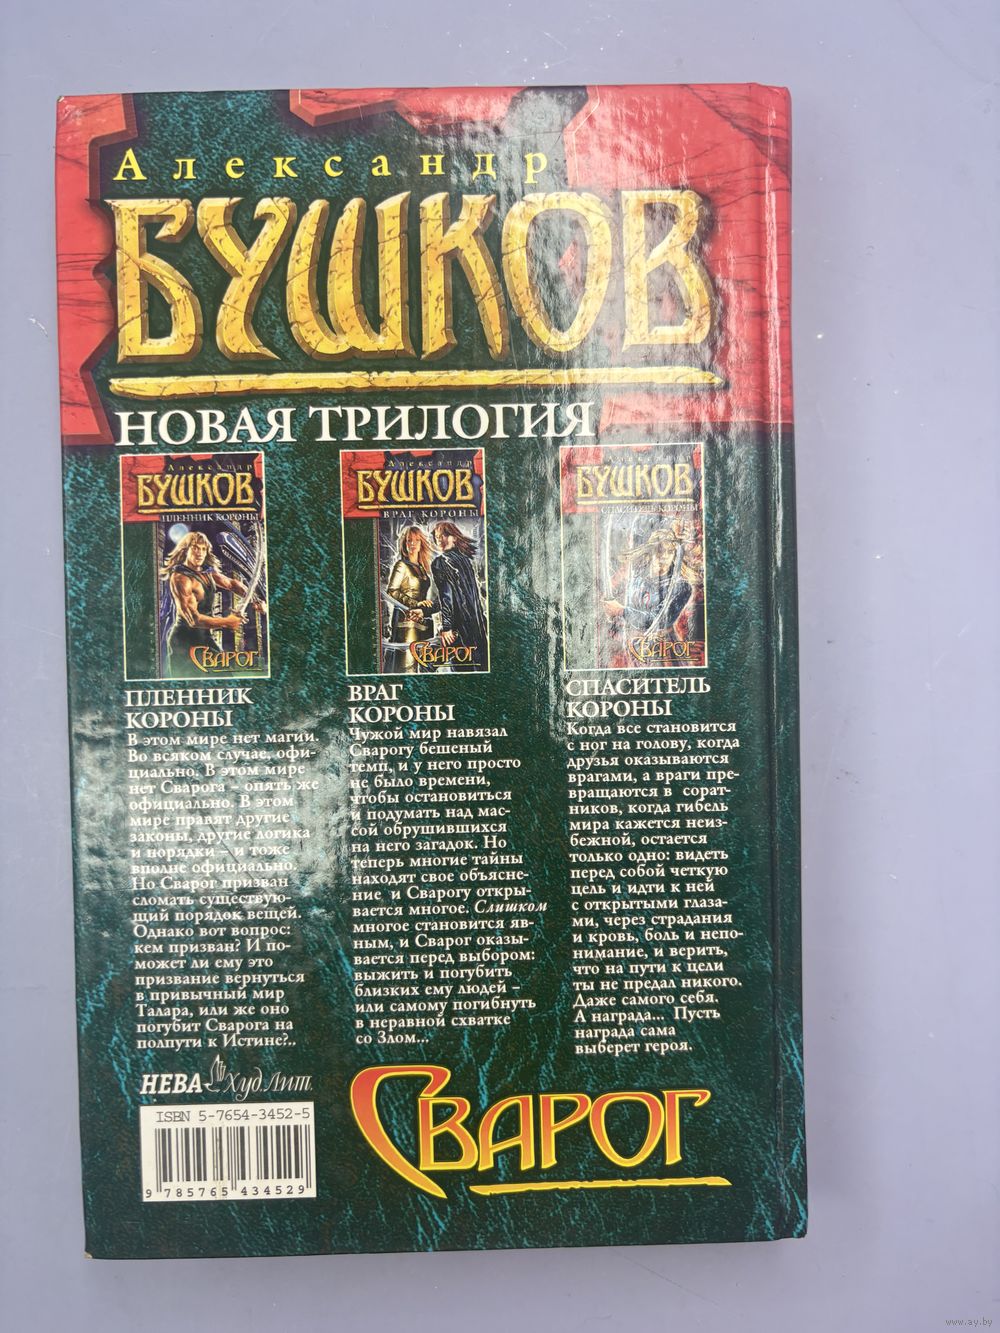 Александр
БУШКОВ
НОВАЯ ТРИЛОГИЯ
Александр
БУШКОВ
ПЛЕННИК КОРОНЫ
СВАРОГ
Александр
БУШКОВ
ВРАГ КОРОНЫ
СВАРОГ
Александр
БУШКОВ
СПАСИТЕЛЬ КОРОНЫ
СВАРОГ
ПЛЕННИК
КОРОНЫ
В этом мире нет магии.
Во всяком случае, офи-
циально. В этом мире
нет Сварога – опять же
официально. В этом
мире правят другие
законы, другие логика
и порядки – и тоже
вполне официально.
Но Сварог призван
сломать существую-
щий порядок вещей.
Однако вот вопрос:
кем призван? И по-
может ли ему это
призвание вернуться
в привычный мир
Талара, или же оно
погубит Сварога на
полпути к Истине?..
ВРАГ
КОРОНЫ
Чужой мир навязал
Сварогу бешеный
темп, и у него просто
не было времени,
чтобы остановиться
и подумать над мас-
сой обрушившихся
на него загадок. Но
теперь многие тайны
находят свое объясне-
ние и Сварогу откры-
вается многое. Слишком
многое становится яв-
ным, и Сварог оказы-
вается перед выбором:
выжить и погубить
близких ему людей –
или самому погибнуть
в неравной схватке
со Злом...
СПАСИТЕЛЬ
КОРОНЫ
Когда все становится
с ног на голову, когда
друзья оказываются
врагами, а враги пре-
вращаются в сорат-
ников, когда гибель
мира кажется неиз-
бежной, остается
только одно: видеть
перед собой четкую
цель и идти к ней
с открытыми глаза-
ми, через страдания
и кровь, боль и непо-
нимание, и верить,
что на пути к цели
ты не предал никого.
Даже самого себя.
А награда... Пусть
награда сама
выберет героя.
НЕВА Худ.Лит.
ISBN 5-7654-3452-5
9 785765 434529
СВАРОГ
www.ay.by